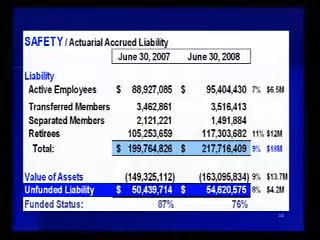 SAFETY / Actuarial Accrued Liability
June 30, 2007 June 30, 2008
Liability
Active Employees $ 88,927,085 $ 95,404,430 7% $6.5M
Transferred Members 3,462,861 3,516,413
Separated Members 2,121,221 1,491,884
Retirees 105,253,659 117,303,682 11% $12M
Total: $ 199,764,826 $ 217,716,409 9% $18M
Value of Assets (149,325,112) (163,095,834) 9% $13.7M
Unfunded Liability $ 50,439,714 $ 54,620,575 8% $4.2M
Funded Status: 87% 76%